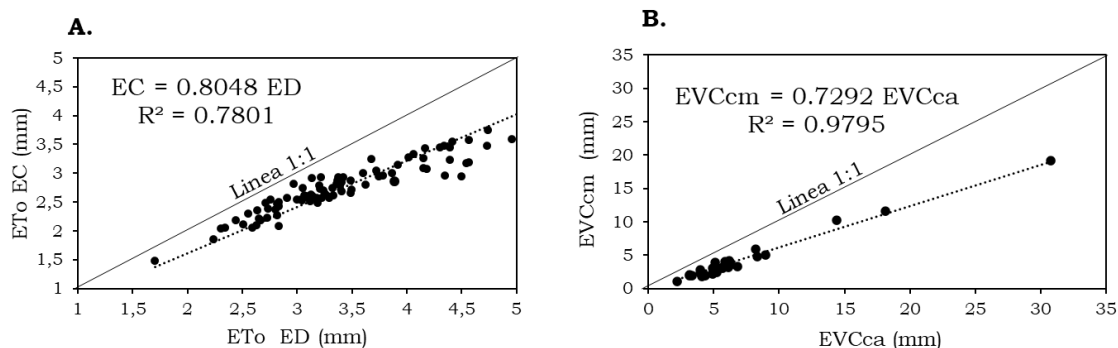 A.
EC = 0.8048 ED
R² = 0.7801
Linea 1:1
ETo EC (mm)
5
4,5
4
3,5
3
2,5
2
1,5
1
1 1,5 2 2,5 3 3,5 4 4,5 5
ETo ED (mm)
B.
EVCcm = 0.7292 EVCca
R² = 0.9795
Linea 1:1
EVCcm (mm)
35
30
25
20
15
10
5
0
0 5 10 15 20 25 30 35
EVCca (mm)